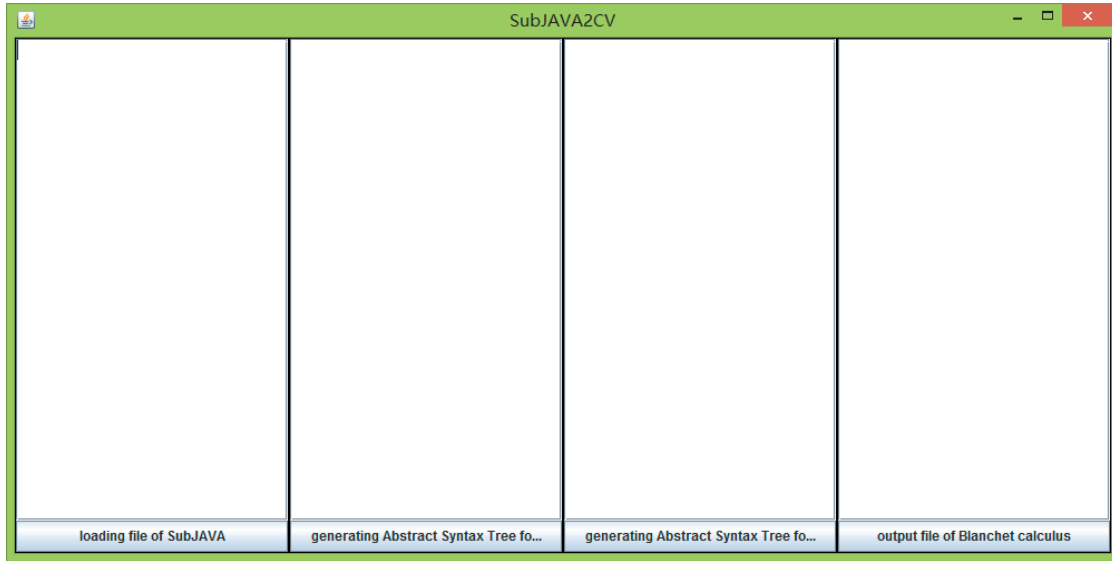 SubJAVA2CV
loading file of SubJAVA
generating Abstract Syntax Tree fo...
generating Abstract Syntax Tree fo...
output file of Blanchet calculus